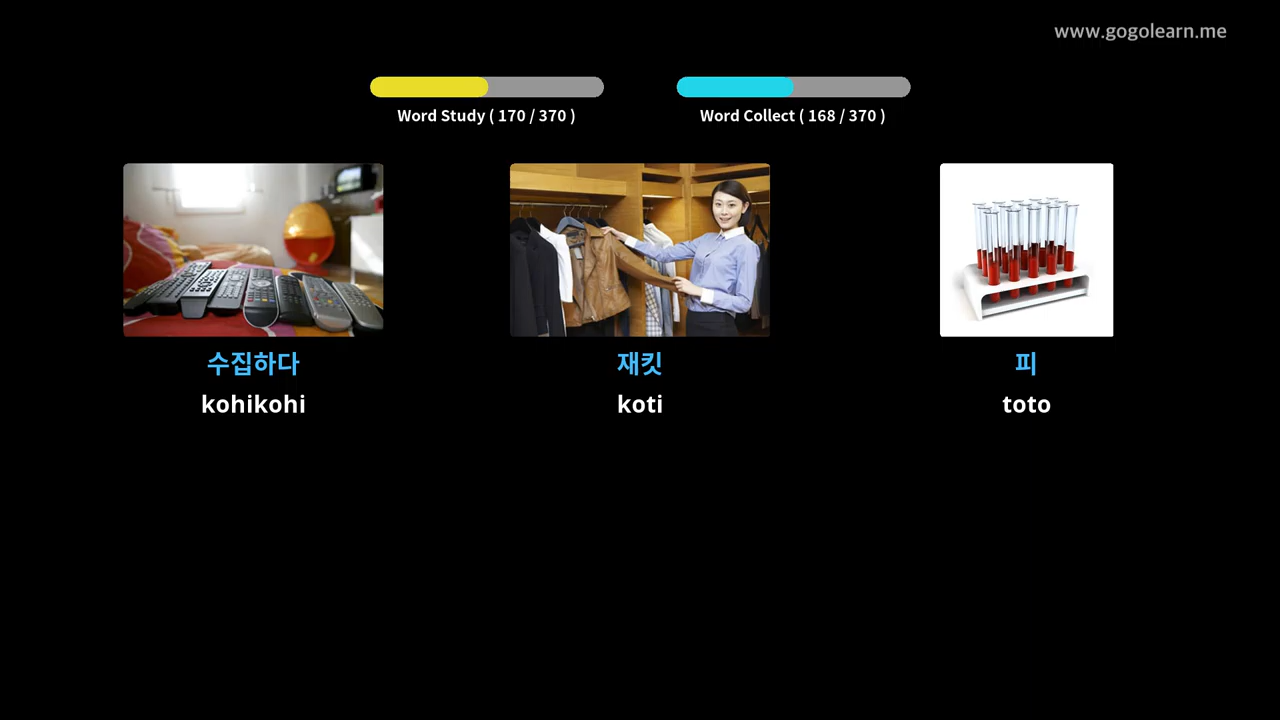 www.gogolearn.me
Word Study ( 170 / 370 )
Word Collect ( 168 / 370 )
수집하다
kohikohi
재킷
koti
피
toto